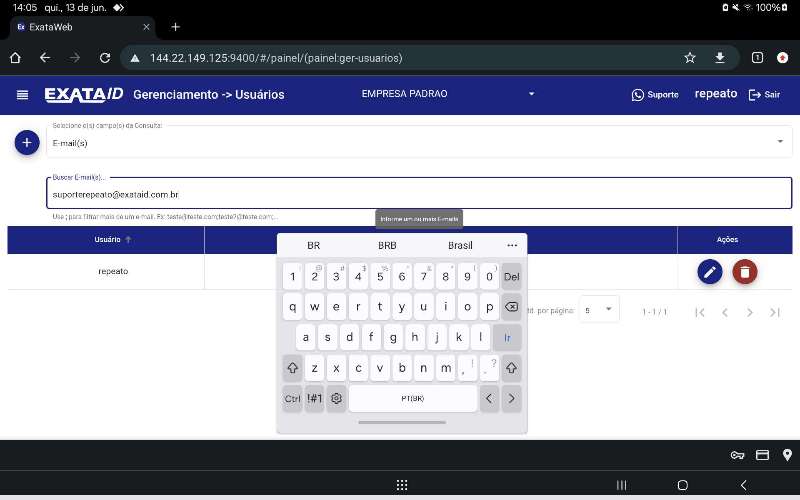 14:05 qui., 13 de jun.
100%
Ex ExataWeb
144.22.149.125:9400/#/painel/(painel:ger-usuarios)
1
EXATAID Gerenciamento -> Usuários EMPRESA PADRAO Suporte repeato Sair
Selecione o(s) campo(s) da Consulta:
E-mail(s)
Buscar E-mail(s)...
suporterepeato@exataid.com.br
Use ; para filtrar mais de um e-mail. Ex: teste@teste.com;teste2@teste.com;...
Informe um ou mais E-mails
Usuário Ações
repeato
por página: 5 1 - 1 / 1
BR BRB Brasil ...
1 2 3 4 5 6 7 8 9 0 Del
q w e r t y u i o p
a s d f g h j k l Ir
z x c v b n m , ! . ?
Ctrl !#1 PT(BR) < >